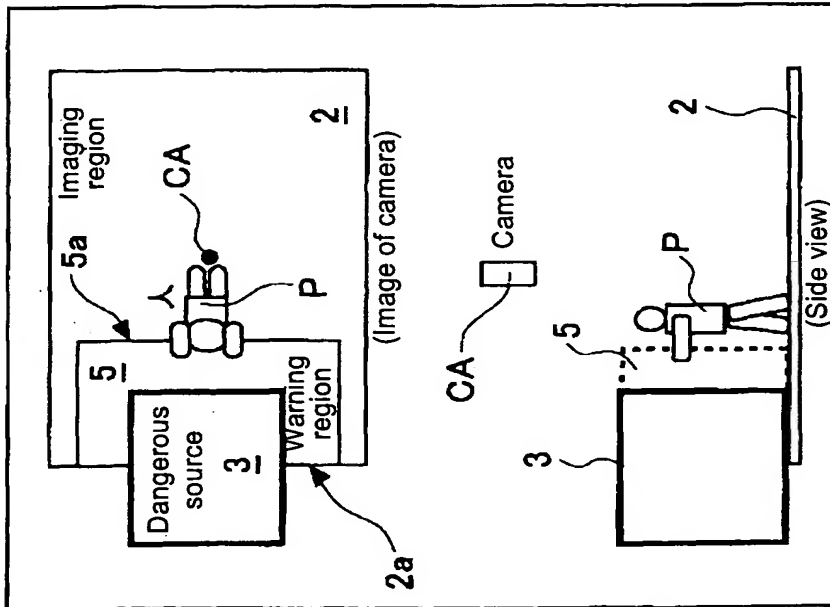 Imaging
region
2
5a
CA
5
P
Dangerous
source
3
Warning
region
2a
(Image of camera)
Camera
CA
P
5
3
2
(Side view)